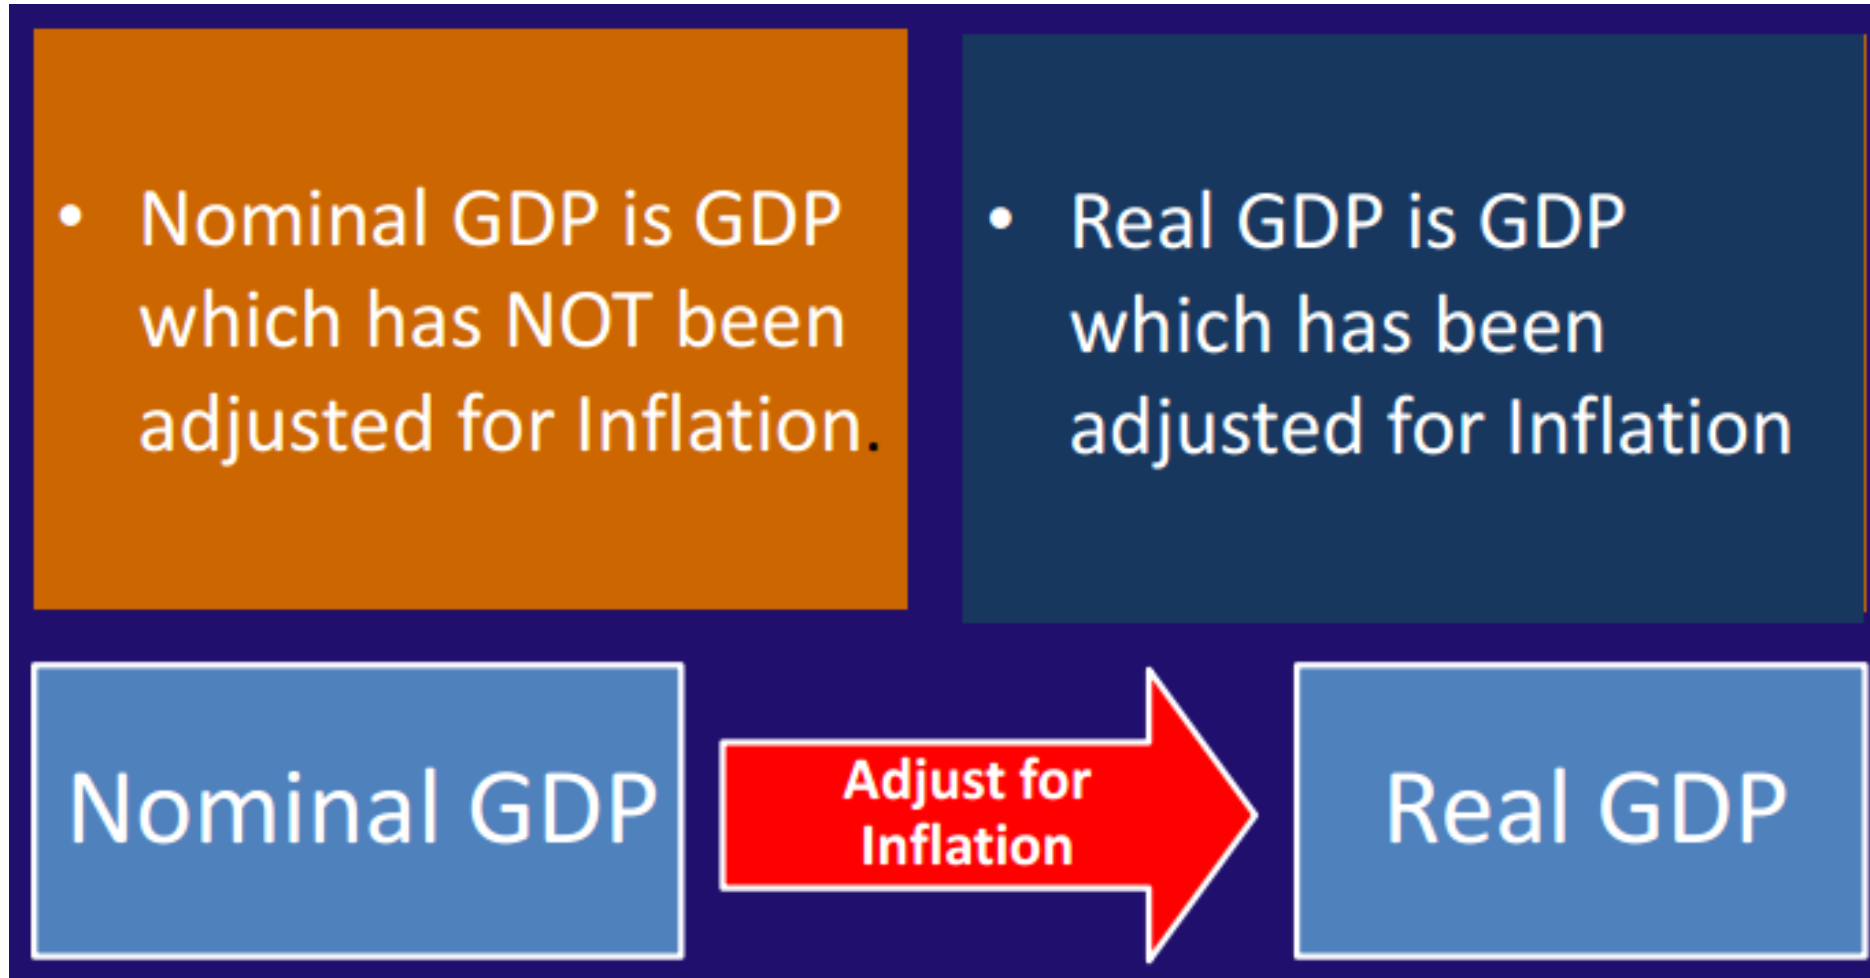 • Nominal GDP is GDP
which has NOT been
adjusted for Inflation.
• Real GDP is GDP
which has been
adjusted for Inflation
Nominal GDP
Adjust for
Inflation
Real GDP